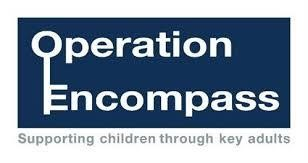 Operation
Encompass
Supporting children through key adults